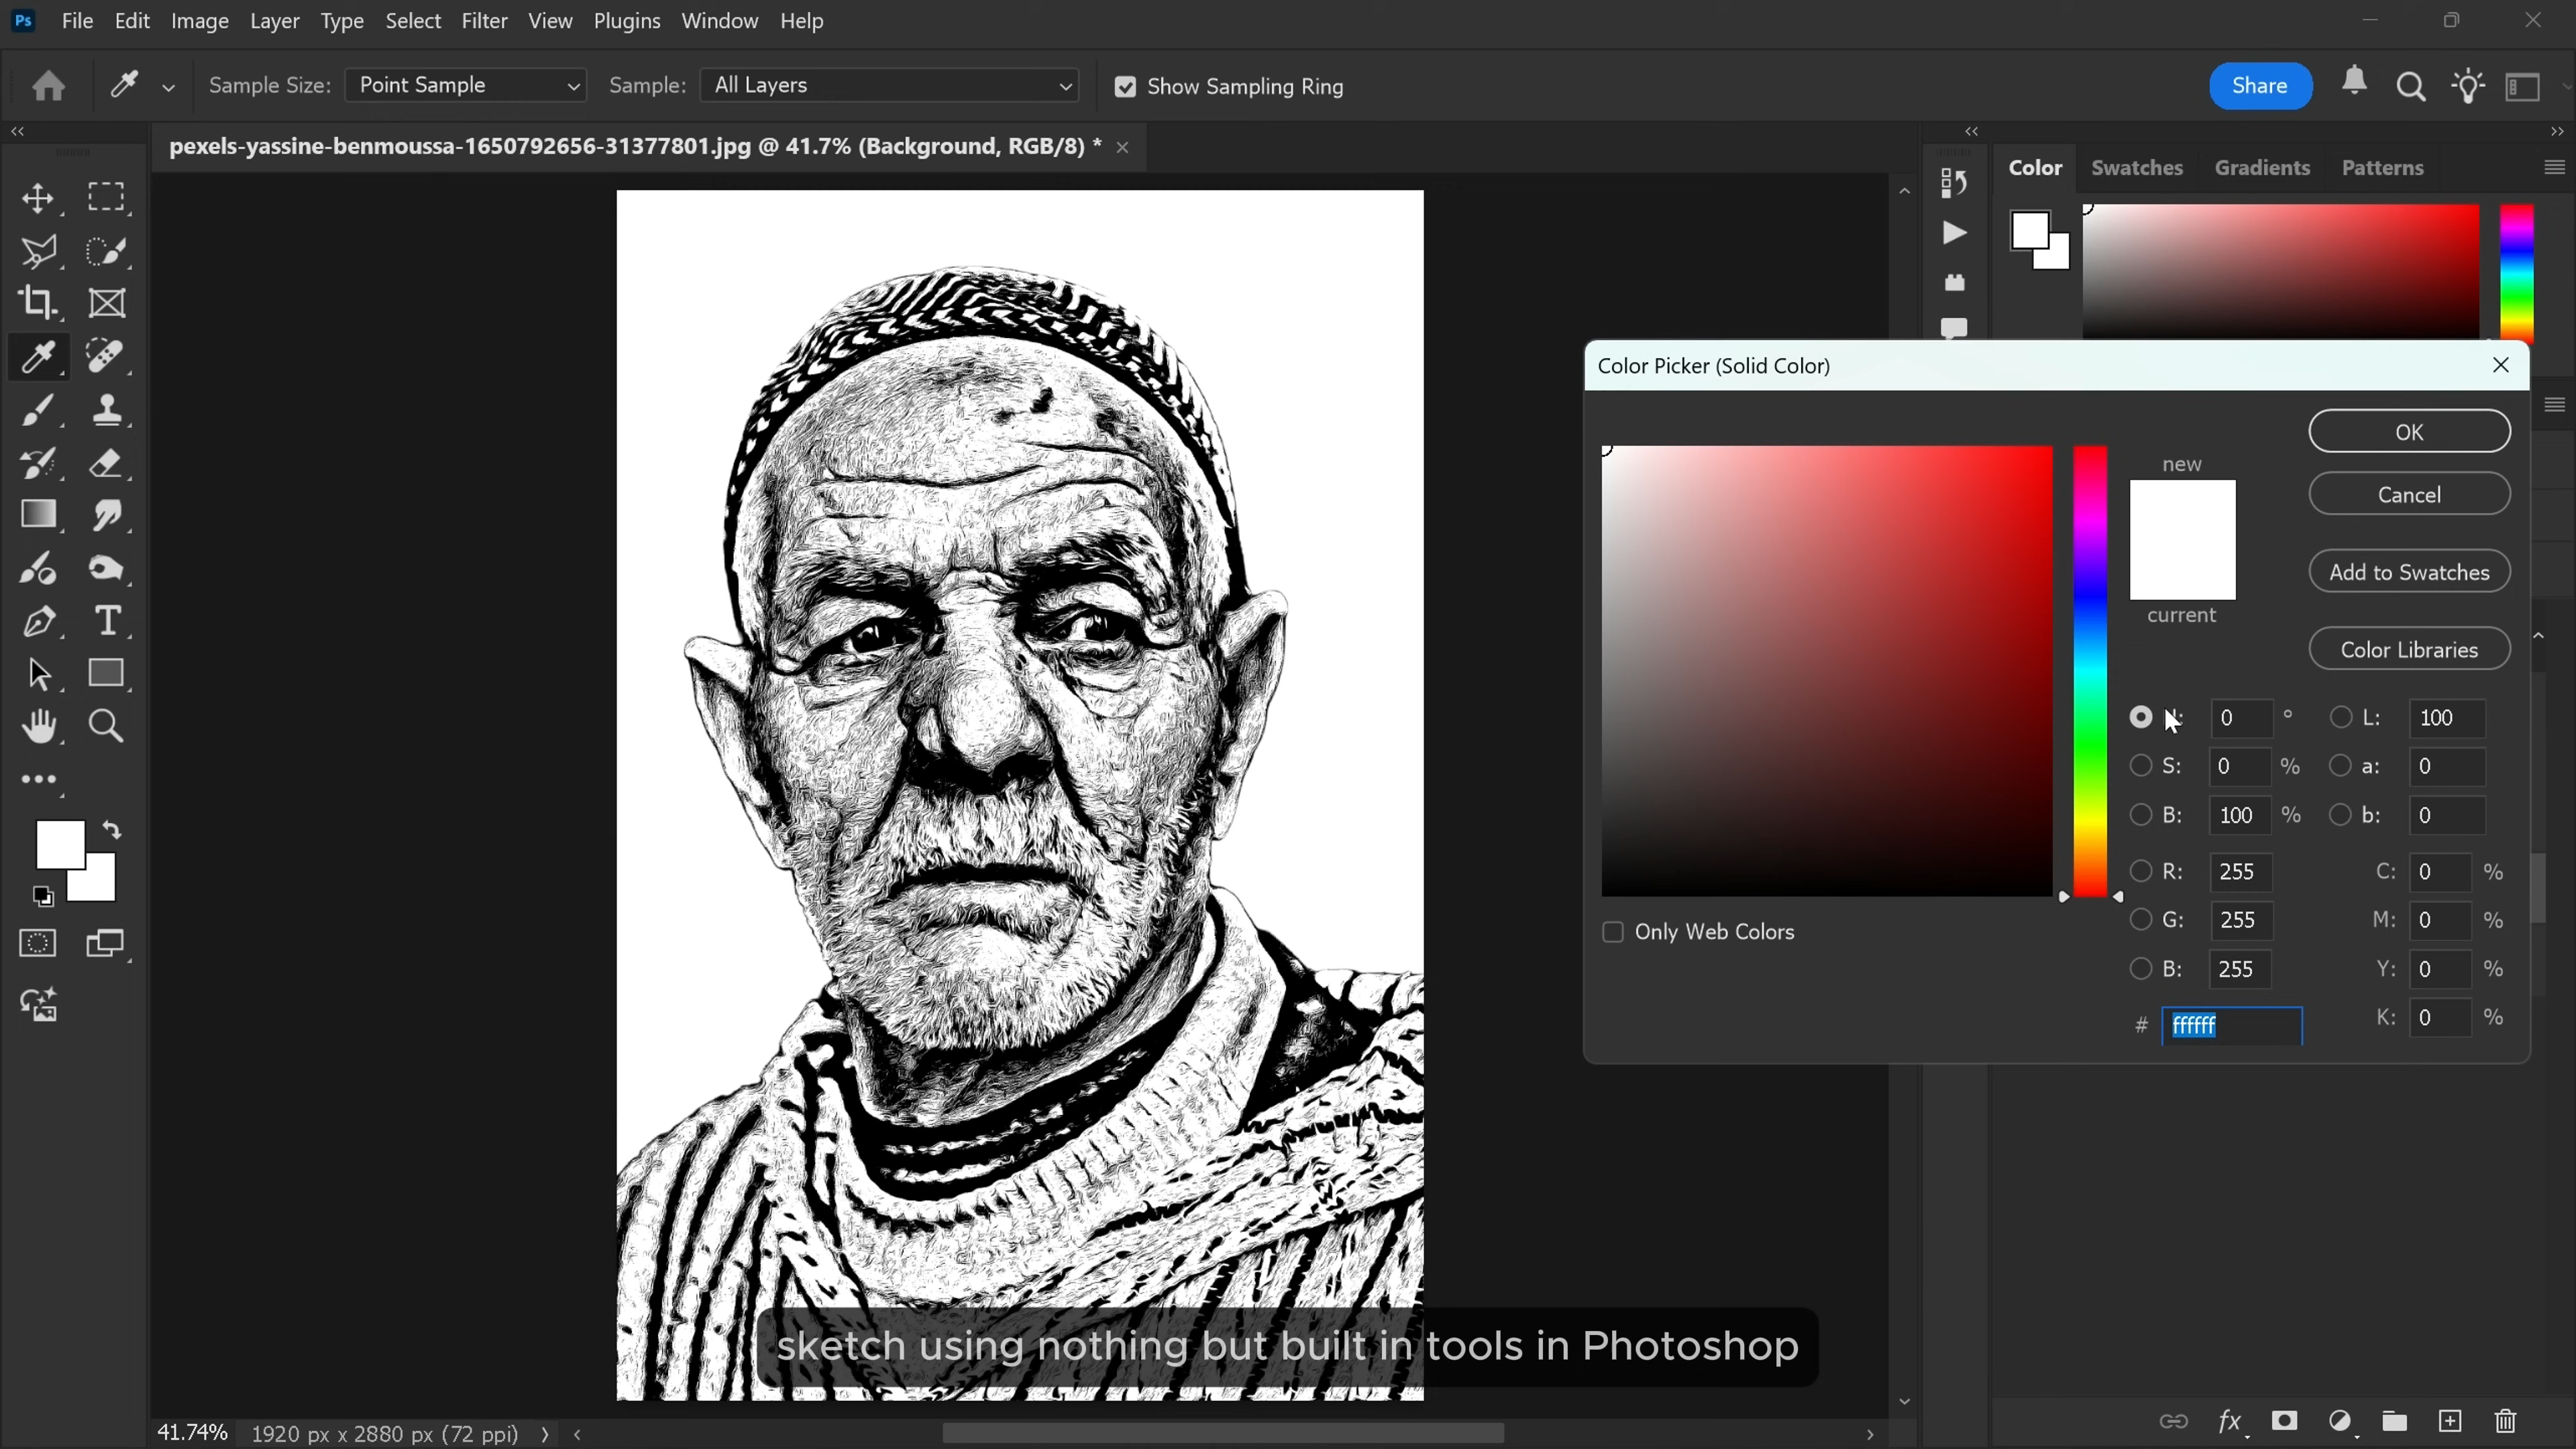 Ps File Edit Image Layer Type Select Filter View Plugins Window Help
Sample Size: Point Sample Sample: All Layers Show Sampling Ring Share
pexels-yassine-benmoussa-1650792656-31377801.jpg @ 41.7% (Background, RGB/8) *
Color Swatches Gradients Patterns
Color Picker (Solid Color)
OK
new
Cancel
Add to Swatches
current
Color Libraries
0 ° L: 100
S: 0 % a: 0
B: 100 % b: 0
R: 255 C: 0 %
G: 255 M: 0 %
Only Web Colors
B: 255 Y: 0 %
# ffffff K: 0 %
sketch using nothing but built in tools in Photoshop
41.74% 1920 px x 2880 px (72 ppi)
fx